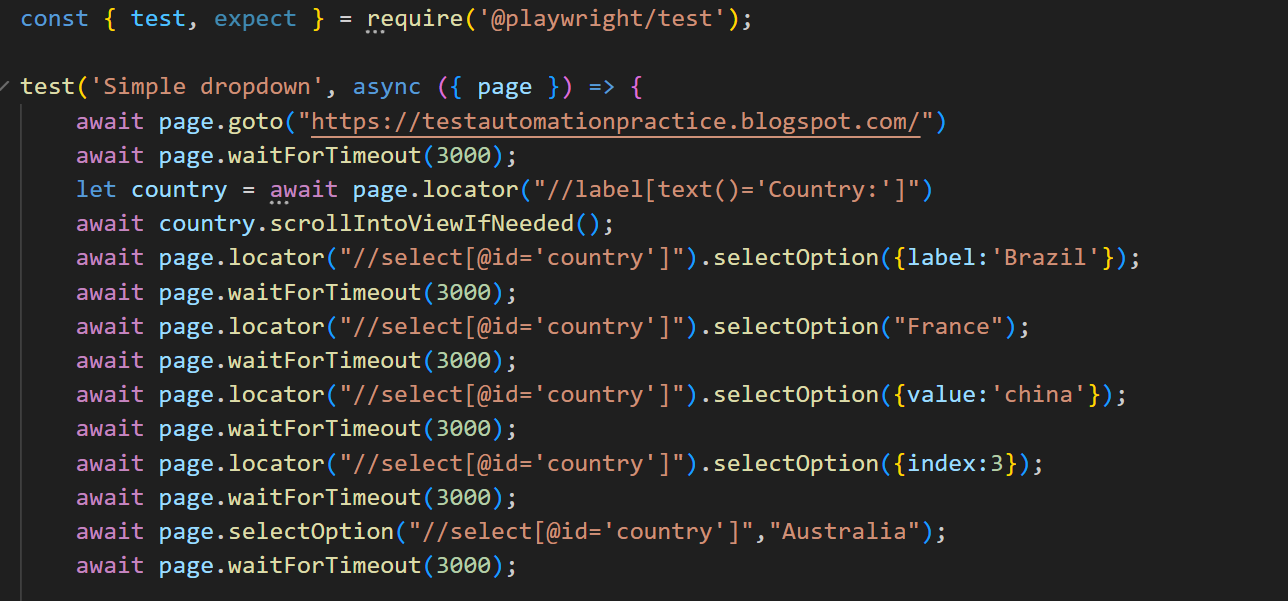 const { test, expect } = require('@playwright/test');
test('Simple dropdown', async ({ page }) => {
await page.goto("https://testautomationpractice.blogspot.com/")
await page.waitForTimeout(3000);
let country = await page.locator("//label[text()='Country:']")
await country.scrollIntoViewIfNeeded();
await page.locator("//select[@id='country']").selectOption({label:'Brazil'});
await page.waitForTimeout(3000);
await page.locator("//select[@id='country']").selectOption("France");
await page.waitForTimeout(3000);
await page.locator("//select[@id='country']").selectOption({value:'china'});
await page.waitForTimeout(3000);
await page.locator("//select[@id='country']").selectOption({index:3});
await page.waitForTimeout(3000);
await page.selectOption("//select[@id='country']","Australia");
await page.waitForTimeout(3000);